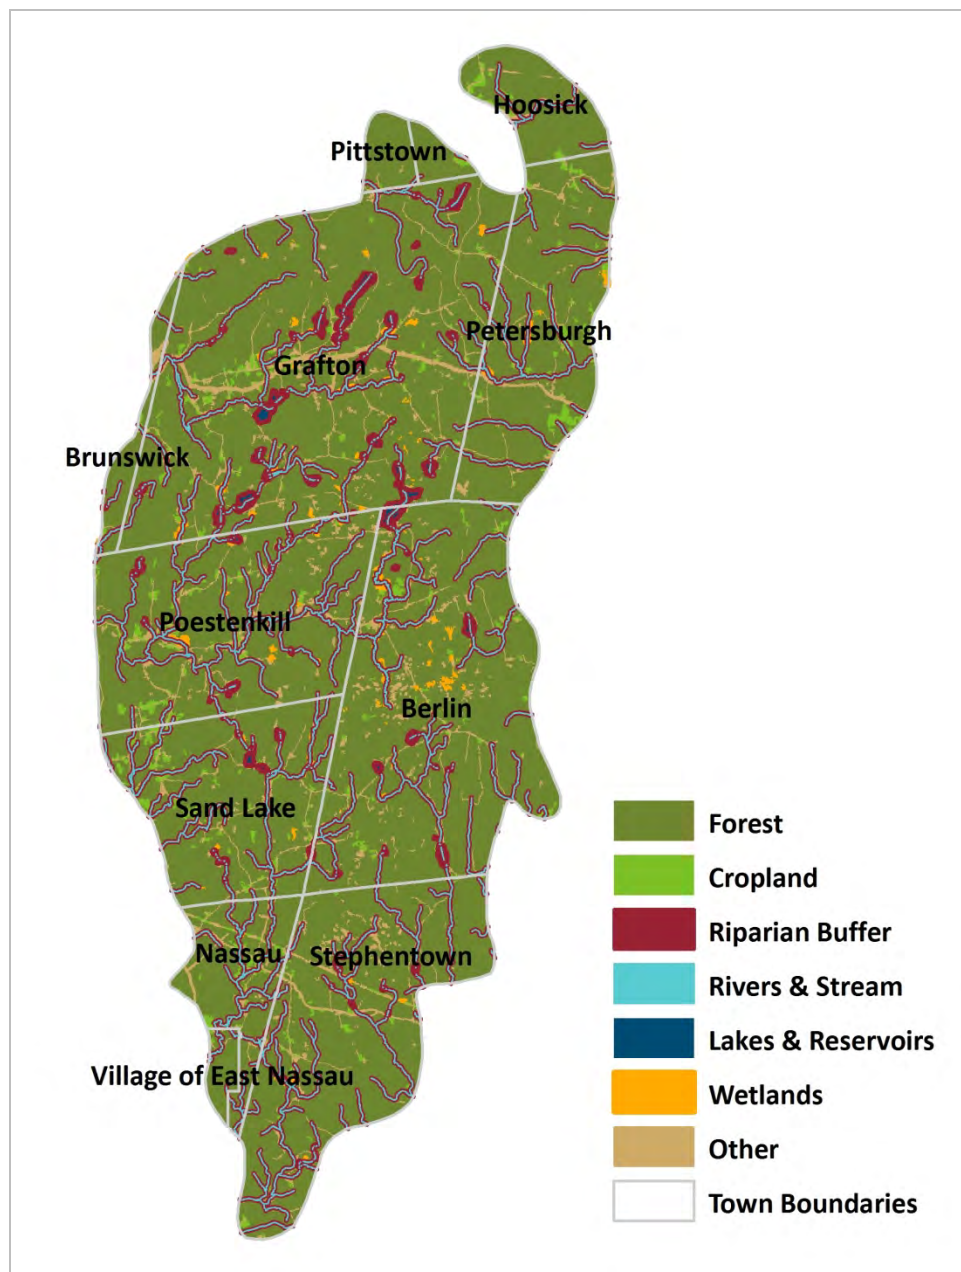 Hoosick
Pittstown
Petersburgh
Grafton
Brunswick
Poestenkill
Berlin
Sand Lake
Nassau
Stephentown
Village of East Nassau
Forest
Cropland
Riparian Buffer
Rivers & Stream
Lakes & Reservoirs
Wetlands
Other
Town Boundaries